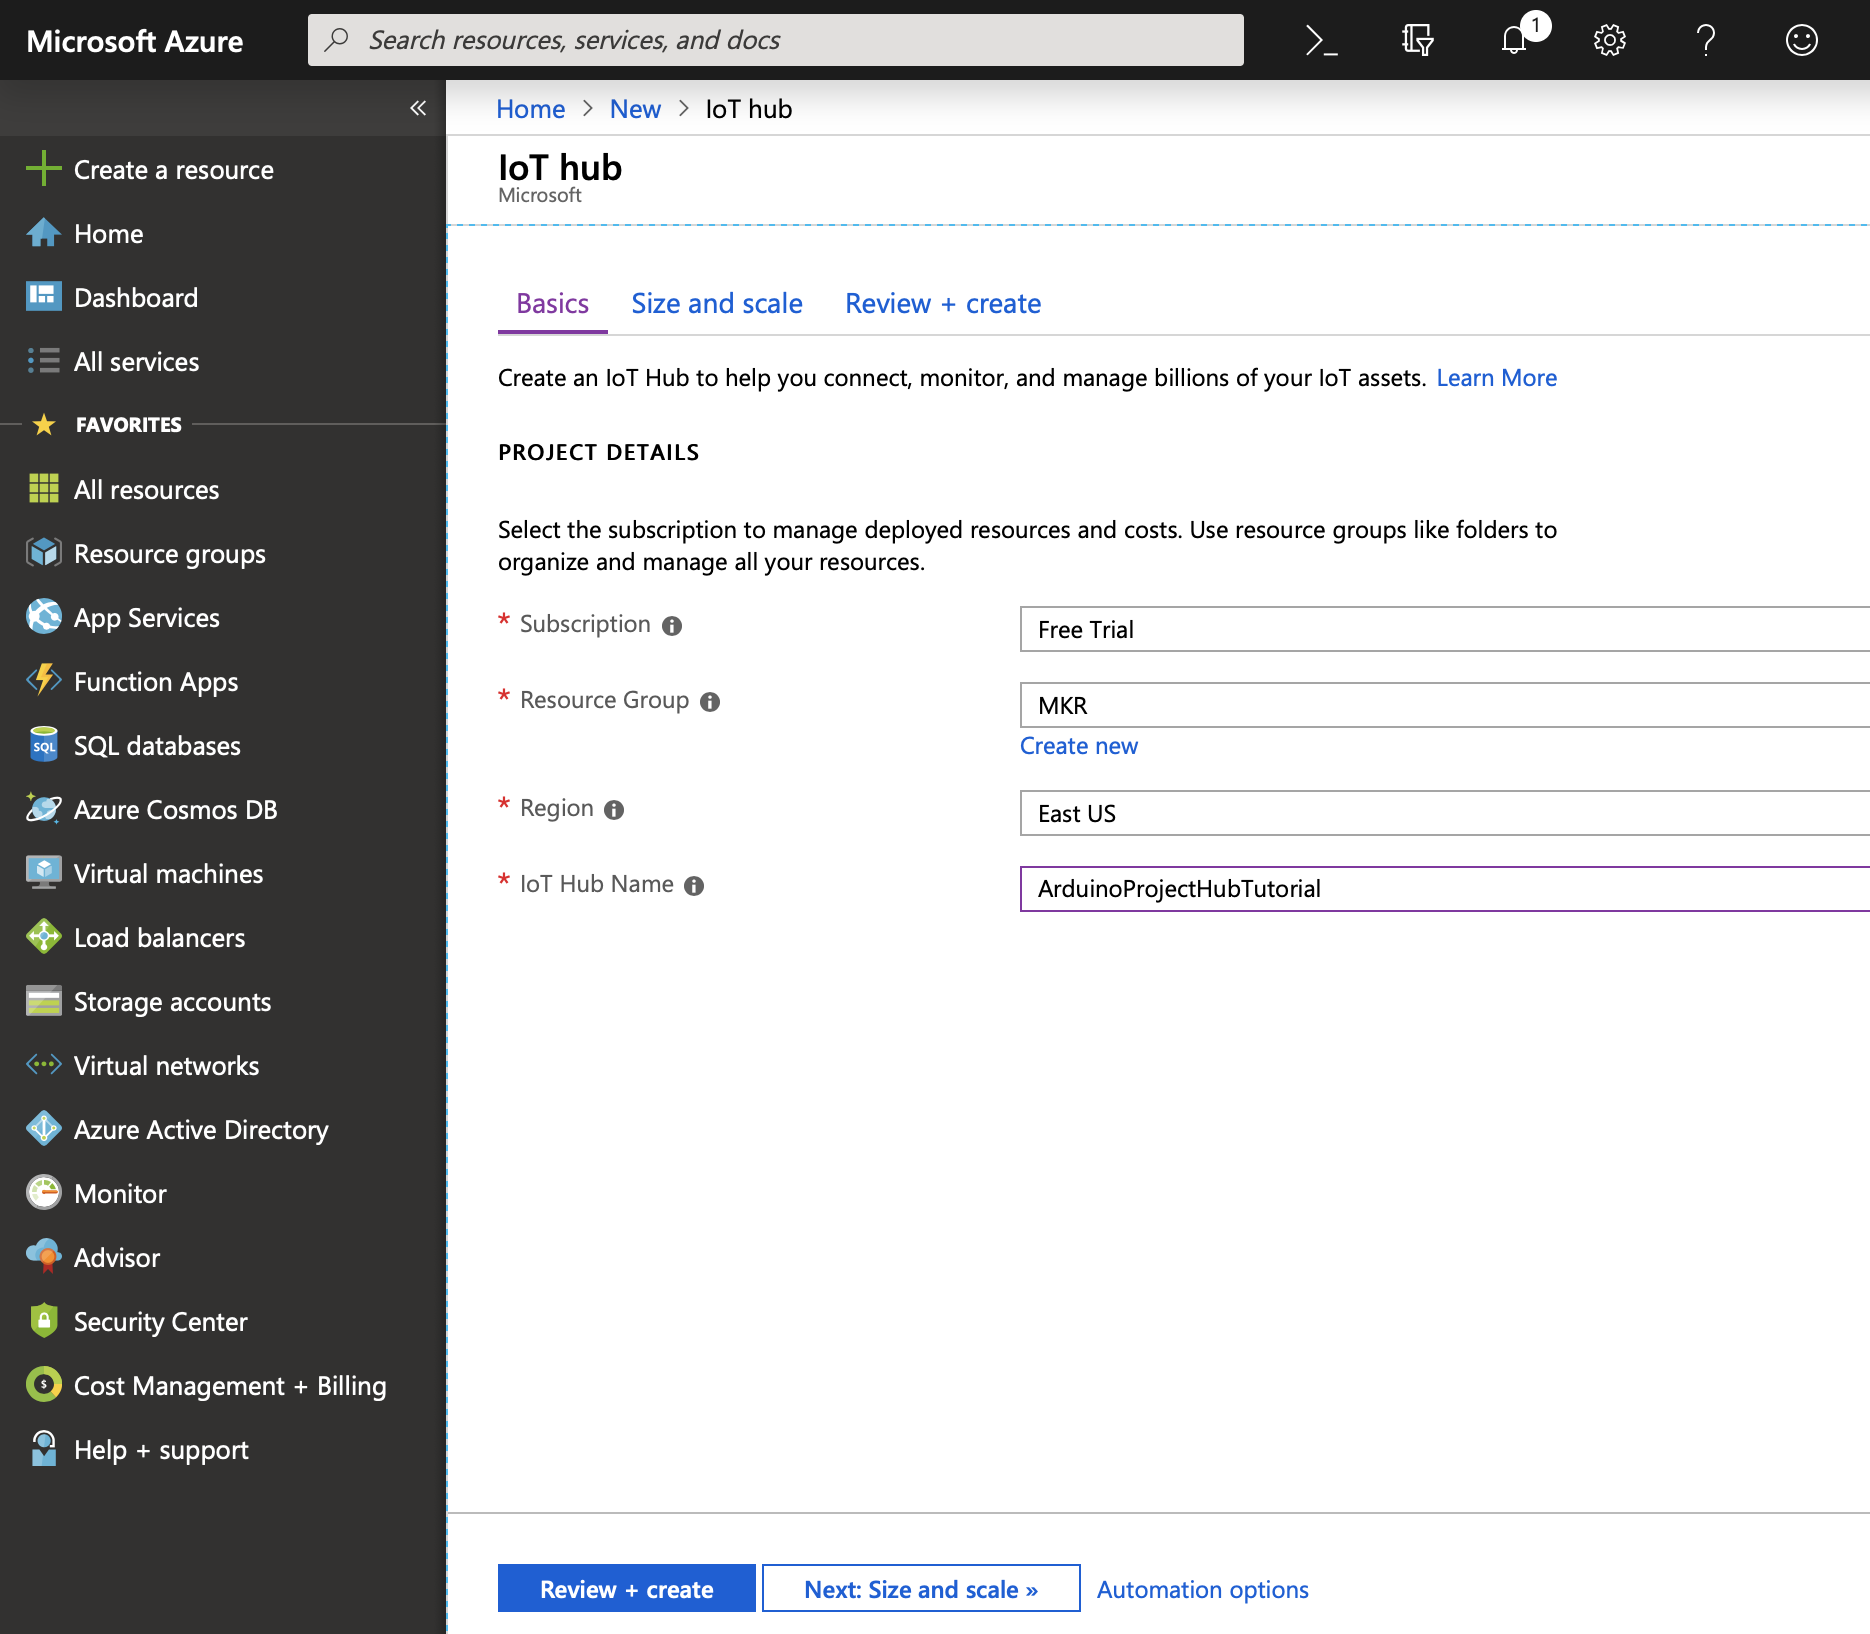 Microsoft Azure
Search resources, services, and docs
1
«
Home > New > IoT hub
Create a resource
Home
Dashboard
All services
FAVORITES
All resources
Resource groups
App Services
Function Apps
SQL
SQL databases
Azure Cosmos DB
Virtual machines
Load balancers
Storage accounts
Virtual networks
Azure Active Directory
Monitor
Advisor
Security Center
$
Cost Management + Billing
Help + support
IoT hub
Microsoft
Basics Size and scale Review + create
Create an IoT Hub to help you connect, monitor, and manage billions of your IoT assets. Learn More
PROJECT DETAILS
Select the subscription to manage deployed resources and costs. Use resource groups like folders to
organize and manage all your resources.
* Subscription
Free Trial
* Resource Group
MKR
Create new
* Region
East US
* IoT Hub Name
ArduinoProjectHubTutorial
Review + create Next: Size and scale » Automation options